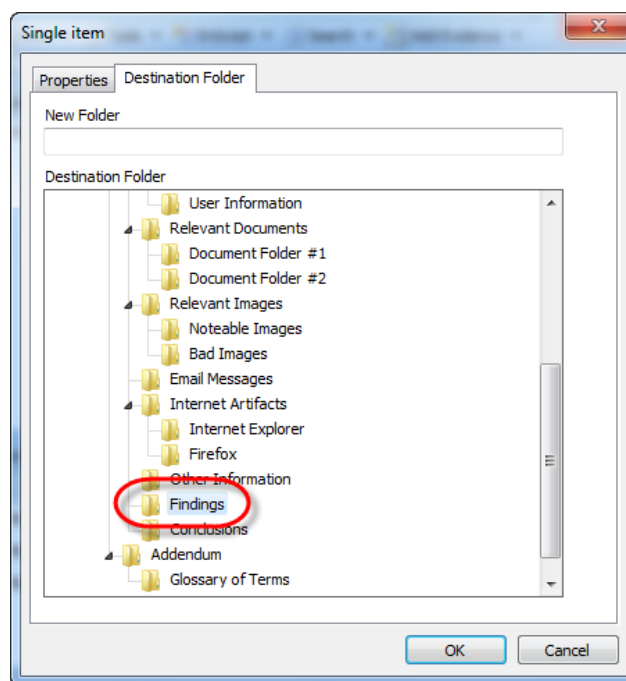 Single item
Properties
Destination Folder
New Folder
Destination Folder
User Information
Relevant Documents
Document Folder #1
Document Folder #2
Relevant Images
Noteable Images
Bad Images
Email Messages
Internet Artifacts
Internet Explorer
Firefox
Other Information
Findings
Conclusions
Addendum
Glossary of Terms
OK
Cancel